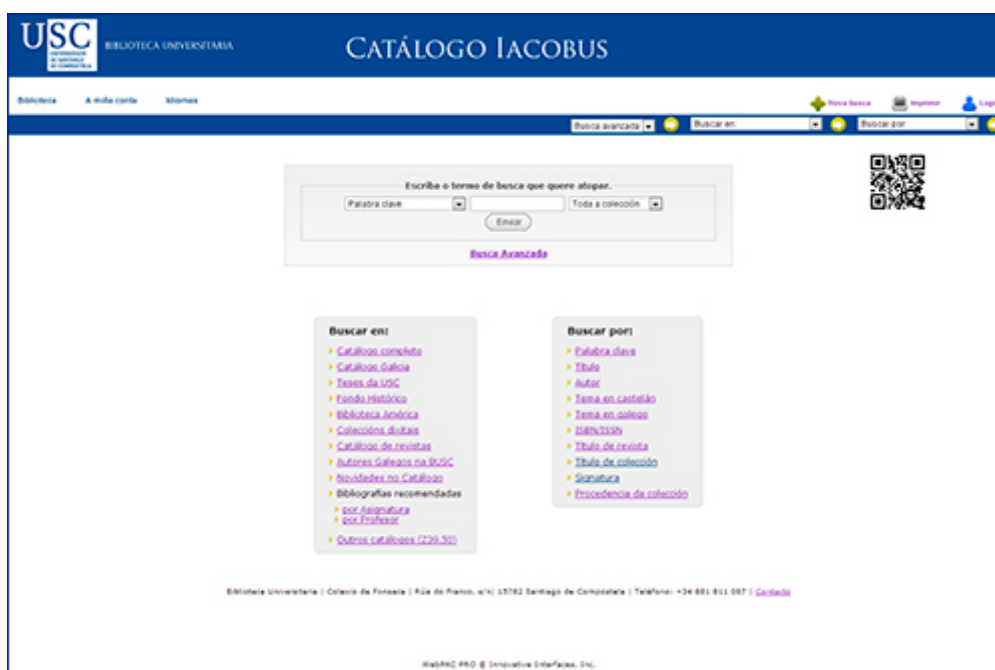 USC
UNIVERSIDADE
DE SANTIAGO
DE COMPOSTELA
BIBLIOTECA UNIVERSITARIA
CATÁLOGO IACOBUS
Biblioteca A miña conta Idiomas
Nova busca Imprimir
Busca avanzada Buscar en: Buscar por
Escriba o termo de busca que quere atopar.
Palabra clave Toda a colección
Enviar
Busca Avanzada
Buscar en:
Catálogo completo
Catálogo Galicia
Teses da USC
Fondo Histórico
Biblioteca América
Coleccións dixitais
Catálogo de revistas
Autores Galegos na BUSC
Novidades no Catálogo
Bibliografías recomendadas
por Asignatura
por Profesor
Outros catálogos (Z39.50)
Buscar por:
Palabra clave
Título
Autor
Tema en castelán
Tema en galego
ISBN/ISSN
Título de revista
Título de colección
Signatura
Procedencia da colección
Biblioteca Universitaria | Colexio de Fonseca | Rúa do Franco, s/n| 15782 Santiago de Compostela | Teléfono: +34 881 811 087 | Contacto
WebPAC PRO © Innovative Interfaces, Inc.